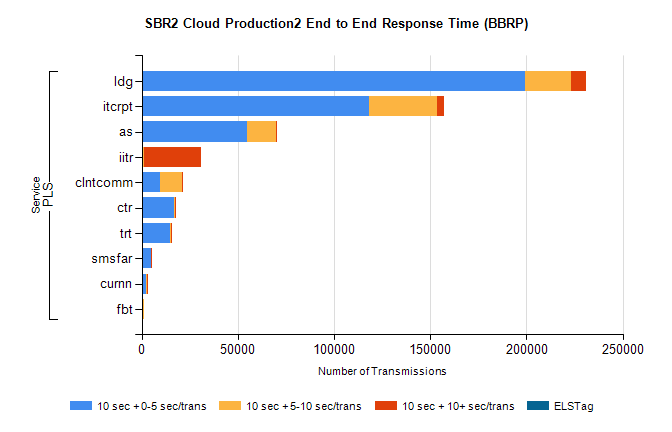 SBR2 Cloud Production2 End to End Response Time (BBRP)
Service
PLS
ldg
itcrpt
as
iitr
clntcomm
ctr
trt
smsfar
curnn
fbt
0 50000 100000 150000 200000 250000
Number of Transmissions
10 sec +0-5 sec/trans 10 sec +5-10 sec/trans 10 sec + 10+ sec/trans ELSTag